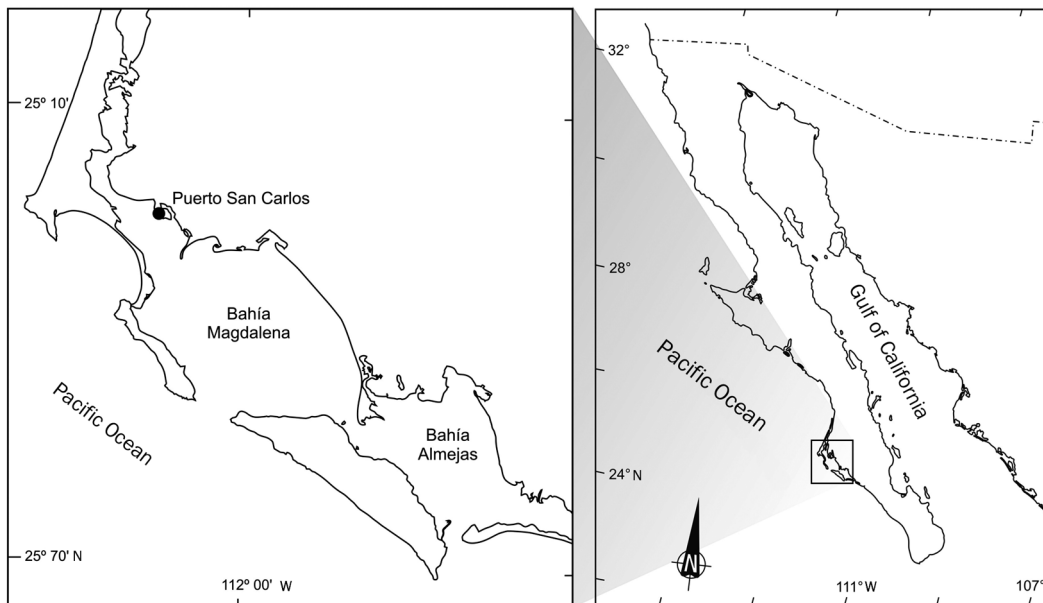 25º 10'
Puerto San Carlos
Bahía
Magdalena
Pacific Ocean
Bahía
Almejas
25º 70' N
112º 00' W
32°
28°
Gulf of California
Pacific Ocean
24° N
N
111° W
107°